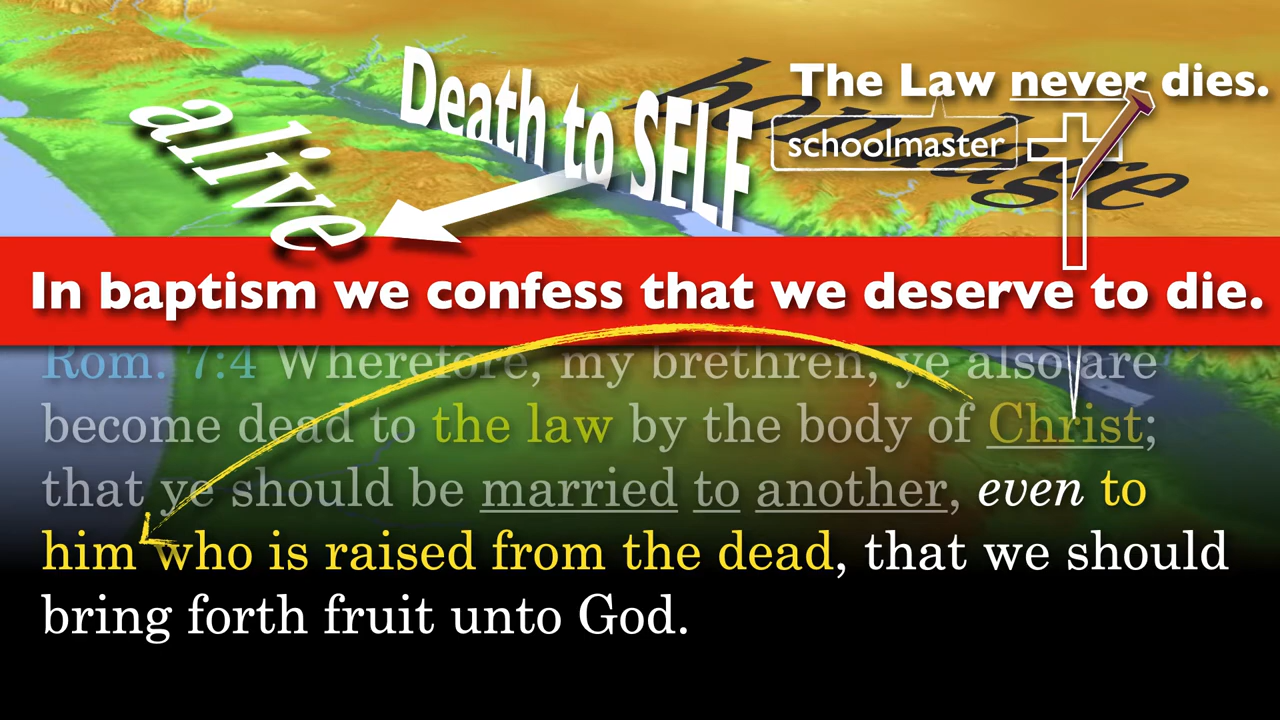 Death to SELF
The Law never dies.
schoolmaster
bondage
alive
In baptism we confess that we deserve to die.
Rom. 7:4 Wherefore, my brethren, ye also are
become dead to the law by the body of Christ;
that ye should be married to another, even to
him who is raised from the dead, that we should
bring forth fruit unto God.